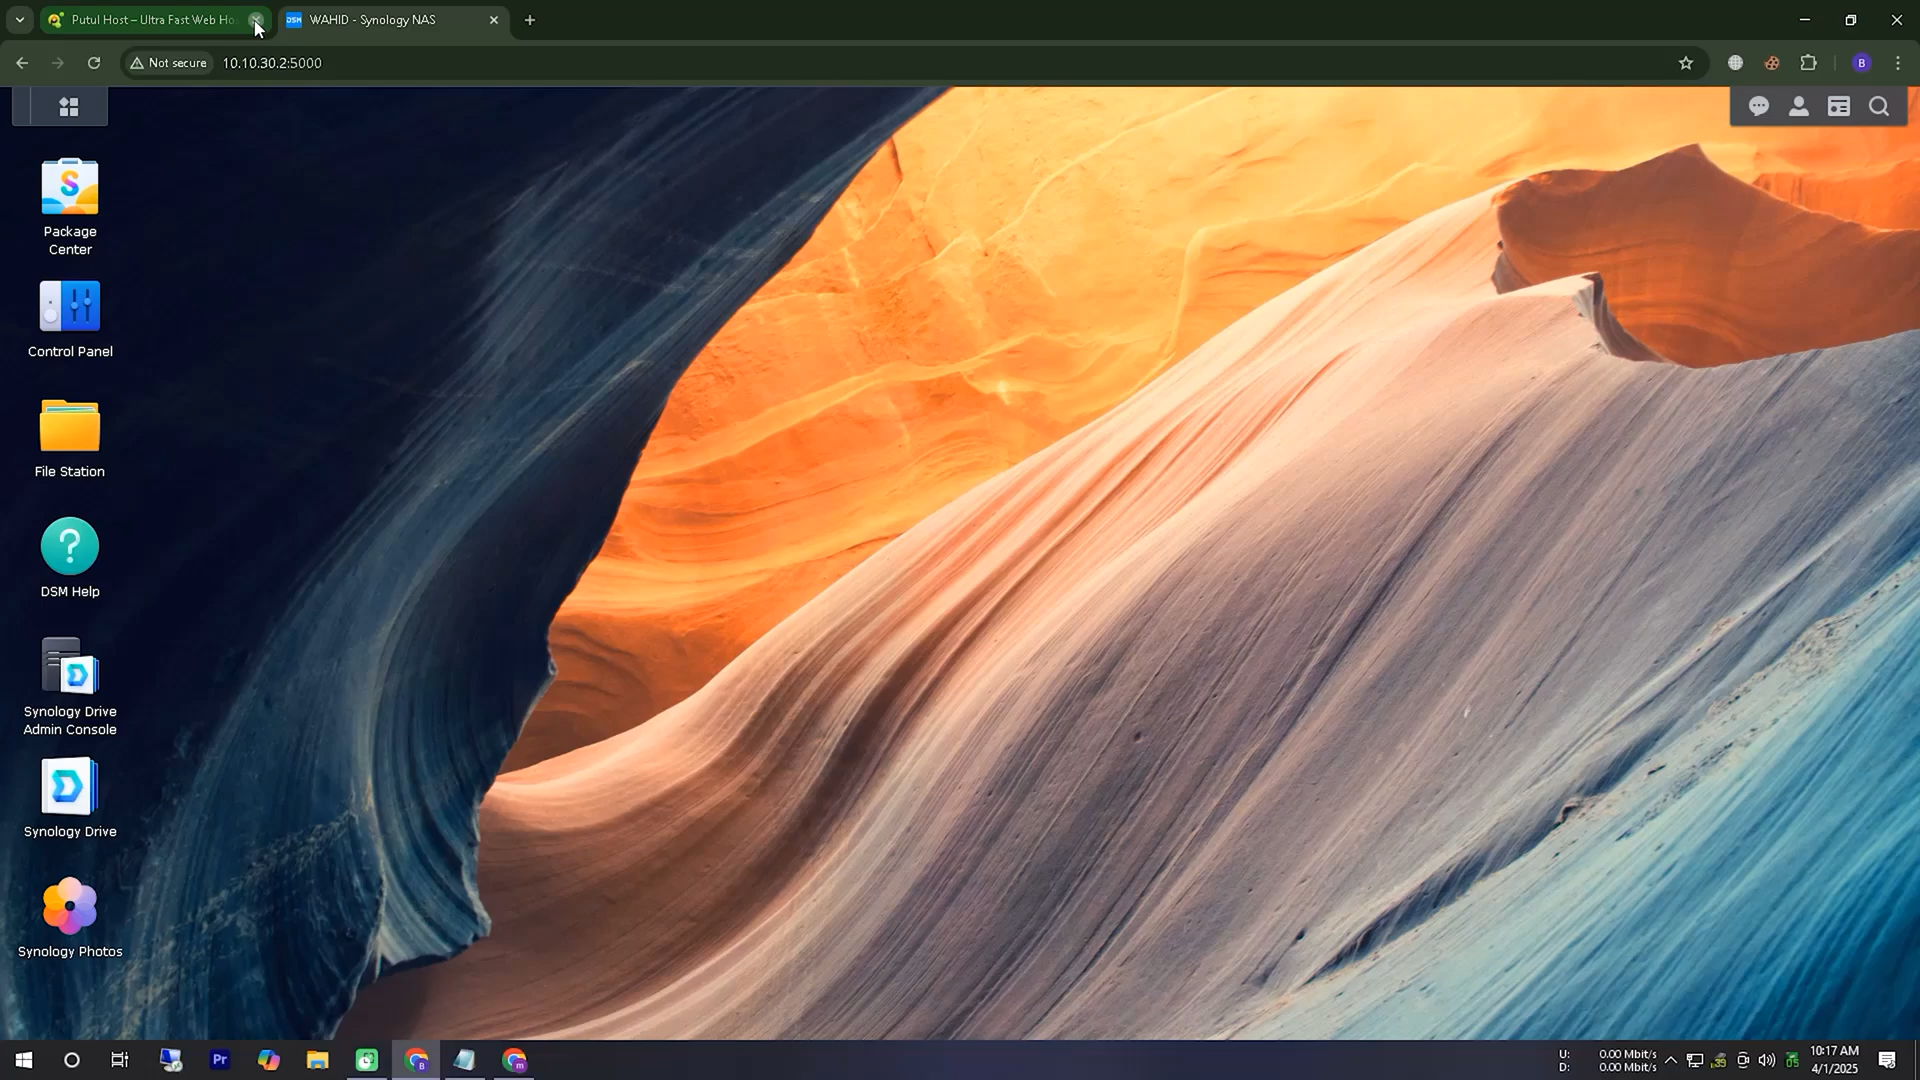 Putul Host – Ultra Fast Web Ho
WAHID - Synology NAS
Not secure
10.10.30.2:5000
B
Package
Center
Control Panel
File Station
DSM Help
Synology Drive
Admin Console
Synology Drive
Synology Photos
Pr
U: 0.00 Mbit/s
D: 0.00 Mbit/s
10:17 AM
4/1/2025